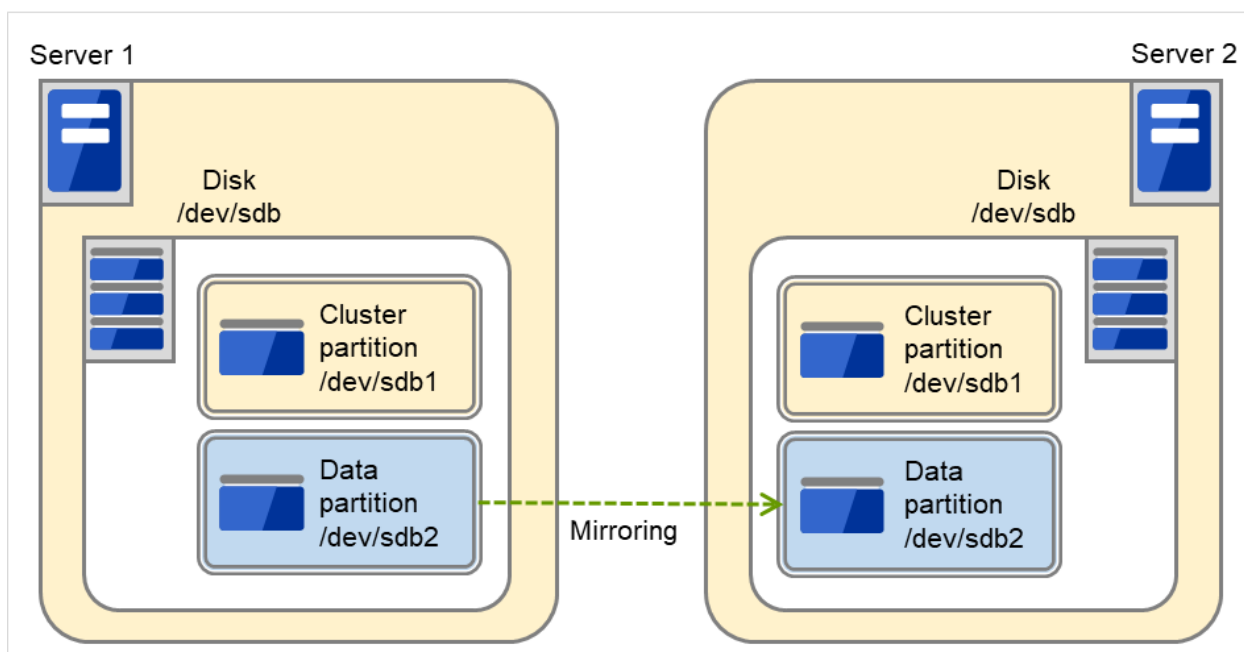 Server 1
Server 2
Disk
/dev/sdb
Disk
/dev/sdb
Cluster
partition
/dev/sdb1
Cluster
partition
/dev/sdb1
Data
partition
/dev/sdb2
Mirroring
Data
partition
/dev/sdb2